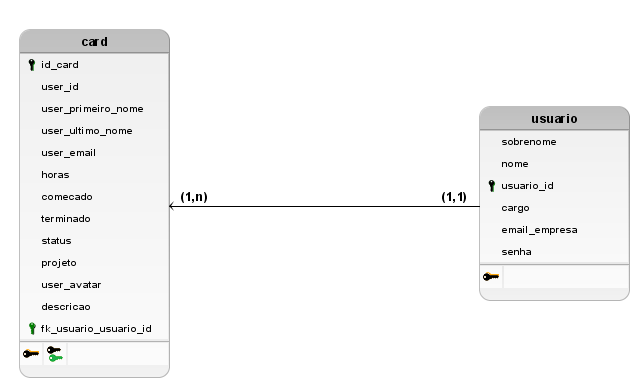 card
id_card
user_id
user_primeiro_nome
user_ultimo_nome
user_email
horas
comecado
terminado
status
projeto
user_avatar
descricao
fk_usuario_usuario_id
(1,n)
(1,1)
usuario
sobrenome
nome
usuario_id
cargo
email_empresa
senha